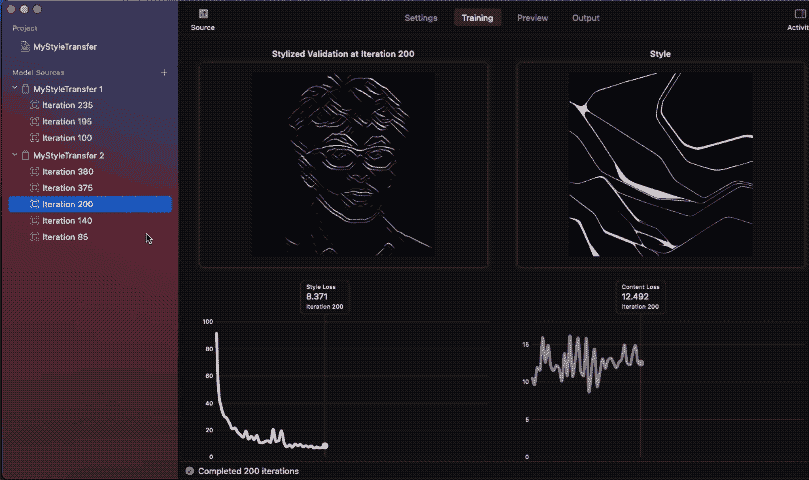 Project
MyStyleTransfer
Model Sources
MyStyleTransfer 1
Iteration 235
Iteration 195
Iteration 100
MyStyleTransfer 2
Iteration 380
Iteration 375
Iteration 200
Iteration 140
Iteration 85
Source
Settings
Training
Preview
Output
Activit
Stylized Validation at Iteration 200
Style
Style Loss
8.371
Iteration 200
100
80
60
40
20
0
Content Loss
12.492
Iteration 200
15
10
5
0
Completed 200 iterations